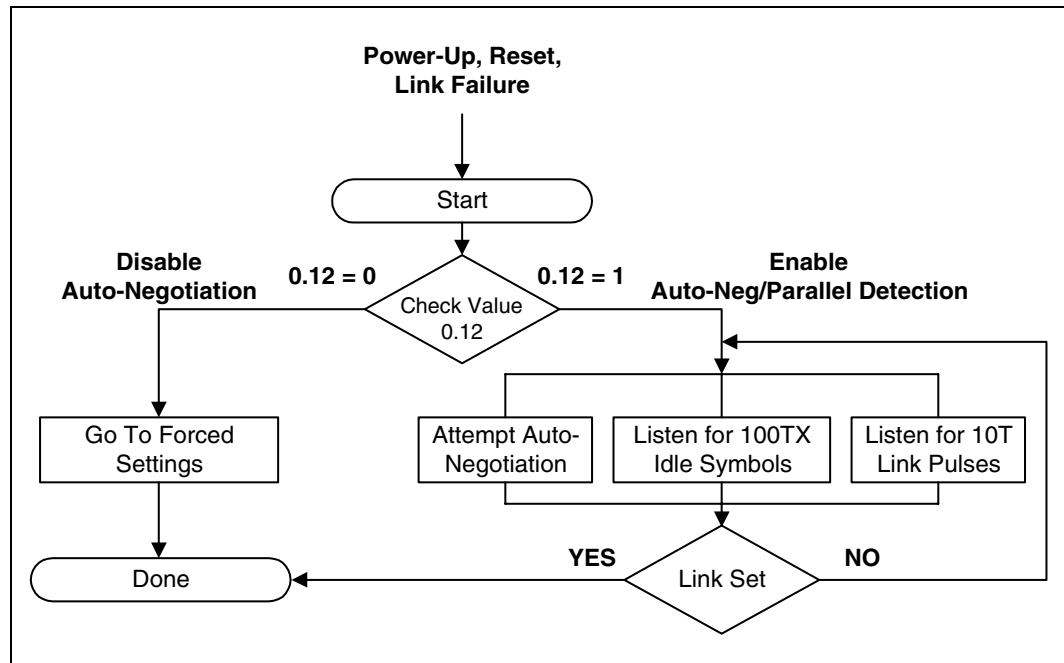 Power-Up, Reset,
Link Failure
Start
Disable
Auto-Negotiation
0.12 = 0
0.12 = 1
Enable
Auto-Neg/Parallel Detection
Check Value
0.12
Go To Forced
Settings
Attempt Auto-
Negotiation
Listen for 100TX
Idle Symbols
Listen for 10T
Link Pulses
Done
YES
Link Set
NO